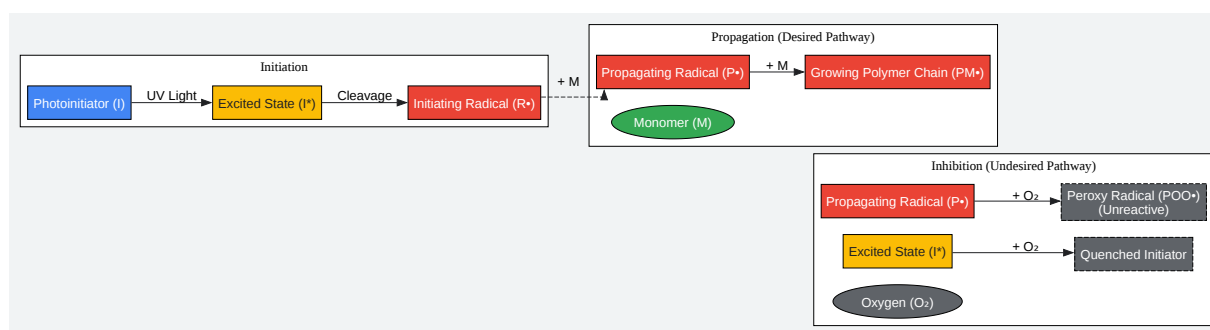 Initiation
Photoinitiator (I)
UV Light
Excited State (I*)
Cleavage
Initiating Radical (R•)
+ M
Propagation (Desired Pathway)
Propagating Radical (P•)
+ M
Growing Polymer Chain (PM•)
Monomer (M)
Inhibition (Undesired Pathway)
Propagating Radical (P•)
+ O₂
Peroxy Radical (POO•)
(Unreactive)
Excited State (I*)
+ O₂
Quenched Initiator
Oxygen (O₂)